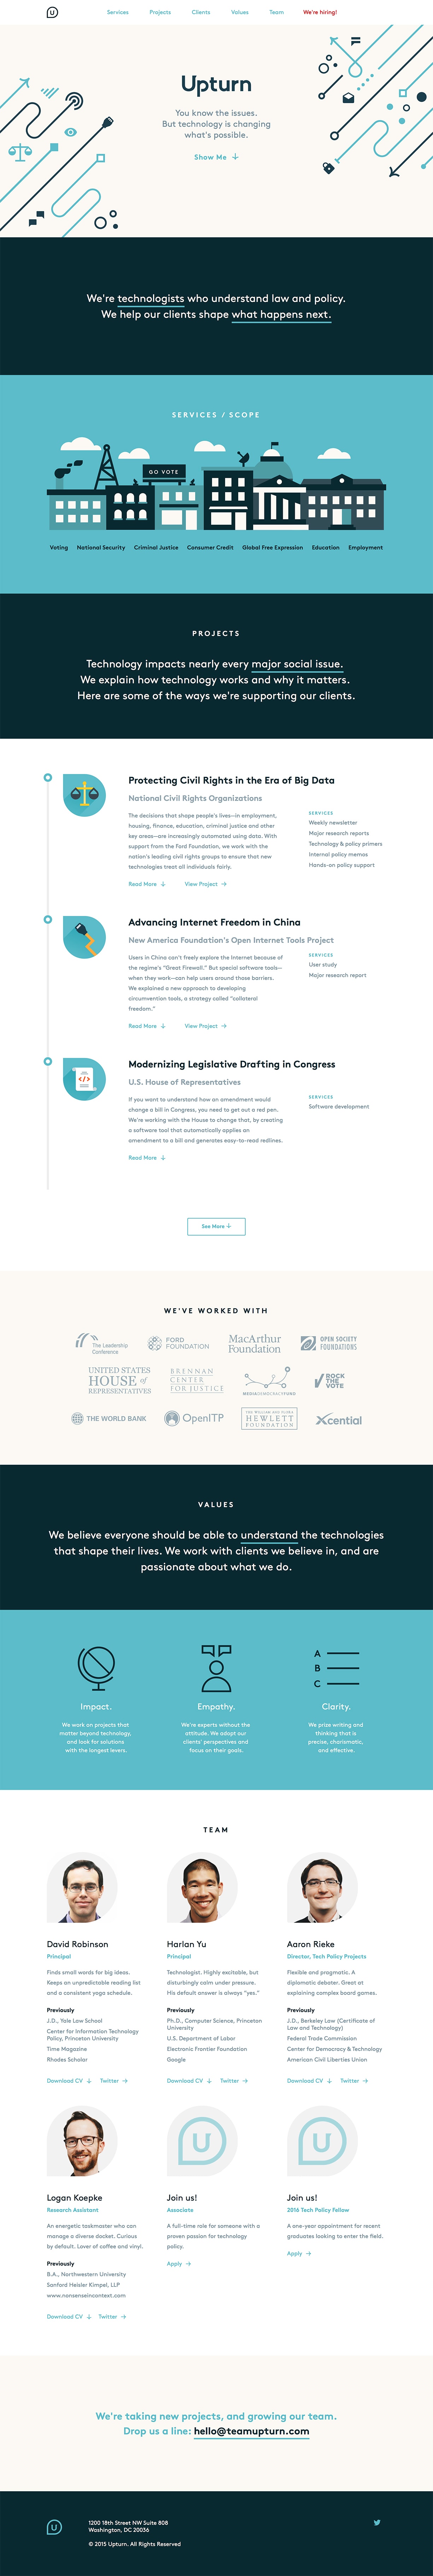 U
Services Projects Clients Values Team We're hiring!
Upturn
You know the issues.
But technology is changing
what's possible.
Show Me ↓
We're technologists who understand law and policy.
We help our clients shape what happens next.
SERVICES / SCOPE
GO VOTE
Voting National Security Criminal Justice Consumer Credit Global Free Expression Education Employment
PROJECTS
Technology impacts nearly every major social issue.
We explain how technology works and why it matters.
Here are some of the ways we're supporting our clients.
Protecting Civil Rights in the Era of Big Data
National Civil Rights Organizations
The decisions that shape people's lives—in employment,
housing, finance, education, criminal justice and other
key areas—are increasingly automated using data. With
support from the Ford Foundation, we work with the
nation's leading civil rights groups to ensure that new
technologies treat all individuals fairly.
Read More ↓ View Project →
SERVICES
Weekly newsletter
Major research reports
Technology & policy primers
Internal policy memos
Hands-on policy support
Advancing Internet Freedom in China
New America Foundation's Open Internet Tools Project
Users in China can't freely explore the Internet because of
the regime's "Great Firewall." But special software tools—
when they work—can help users around those barriers.
We explained a new approach to developing
circumvention tools, a strategy called "collateral
freedom."
Read More ↓ View Project →
SERVICES
User study
Major research report
Modernizing Legislative Drafting in Congress
U.S. House of Representatives
If you want to understand how an amendment would
change a bill in Congress, you need to get out a red pen.
We're working with the House to change that, by creating
a software tool that automatically applies an
amendment to a bill and generates easy-to-read redlines.
Read More ↓
SERVICES
Software development
</>
See More ↓
WE'VE WORKED WITH
The Leadership
Conference
FORD
FOUNDATION
MacArthur
Foundation
OPEN SOCIETY
FOUNDATIONS
UNITED STATES
HOUSE of
REPRESENTATIVES
BRENNAN
CENTER
FOR JUSTICE
MEDIADEMOCRACYFUND
ROCK
THE
VOTE
THE WORLD BANK
OpenITP
THE WILLIAM AND FLORA
HEWLETT
FOUNDATION
Xcential
VALUES
We believe everyone should be able to understand the technologies
that shape their lives. We work with clients we believe in, and are
passionate about what we do.
A
B
C
Impact.
We work on projects that
matter beyond technology,
and look for solutions
with the longest levers.
Empathy.
We're experts without the
attitude. We adopt our
clients' perspectives and
focus on their goals.
Clarity.
We prize writing and
thinking that is
precise, charismatic,
and effective.
TEAM
David Robinson
Principal
Finds small words for big ideas.
Keeps an unpredictable reading list
and a consistent yoga schedule.
Previously
J.D., Yale Law School
Center for Information Technology
Policy, Princeton University
Time Magazine
Rhodes Scholar
Download CV ↓ Twitter →
Harlan Yu
Principal
Technologist. Highly excitable, but
disturbingly calm under pressure.
His default answer is always "yes."
Previously
Ph.D., Computer Science, Princeton
University
U.S. Department of Labor
Electronic Frontier Foundation
Google
Download CV ↓ Twitter →
Aaron Rieke
Director, Tech Policy Projects
Flexible and pragmatic. A
diplomatic debater. Great at
explaining complex board games.
Previously
J.D., Berkeley Law (Certificate of
Law and Technology)
Federal Trade Commission
Center for Democracy & Technology
American Civil Liberties Union
Download CV ↓ Twitter →
Logan Koepke
Research Assistant
An energetic taskmaster who can
manage a diverse docket. Curious
by default. Lover of coffee and vinyl.
Previously
B.A., Northwestern University
Sanford Heisler Kimpel, LLP
www.nonsenseincontext.com
Download CV ↓ Twitter →
U
Join us!
Associate
A full-time role for someone with a
proven passion for technology
policy.
Apply →
U
Join us!
2016 Tech Policy Fellow
A one-year appointment for recent
graduates looking to enter the field.
Apply →
We're taking new projects, and growing our team.
Drop us a line: hello@teamupturn.com
U
1200 18th Street NW Suite 808
Washington, DC 20036
© 2015 Upturn. All Rights Reserved